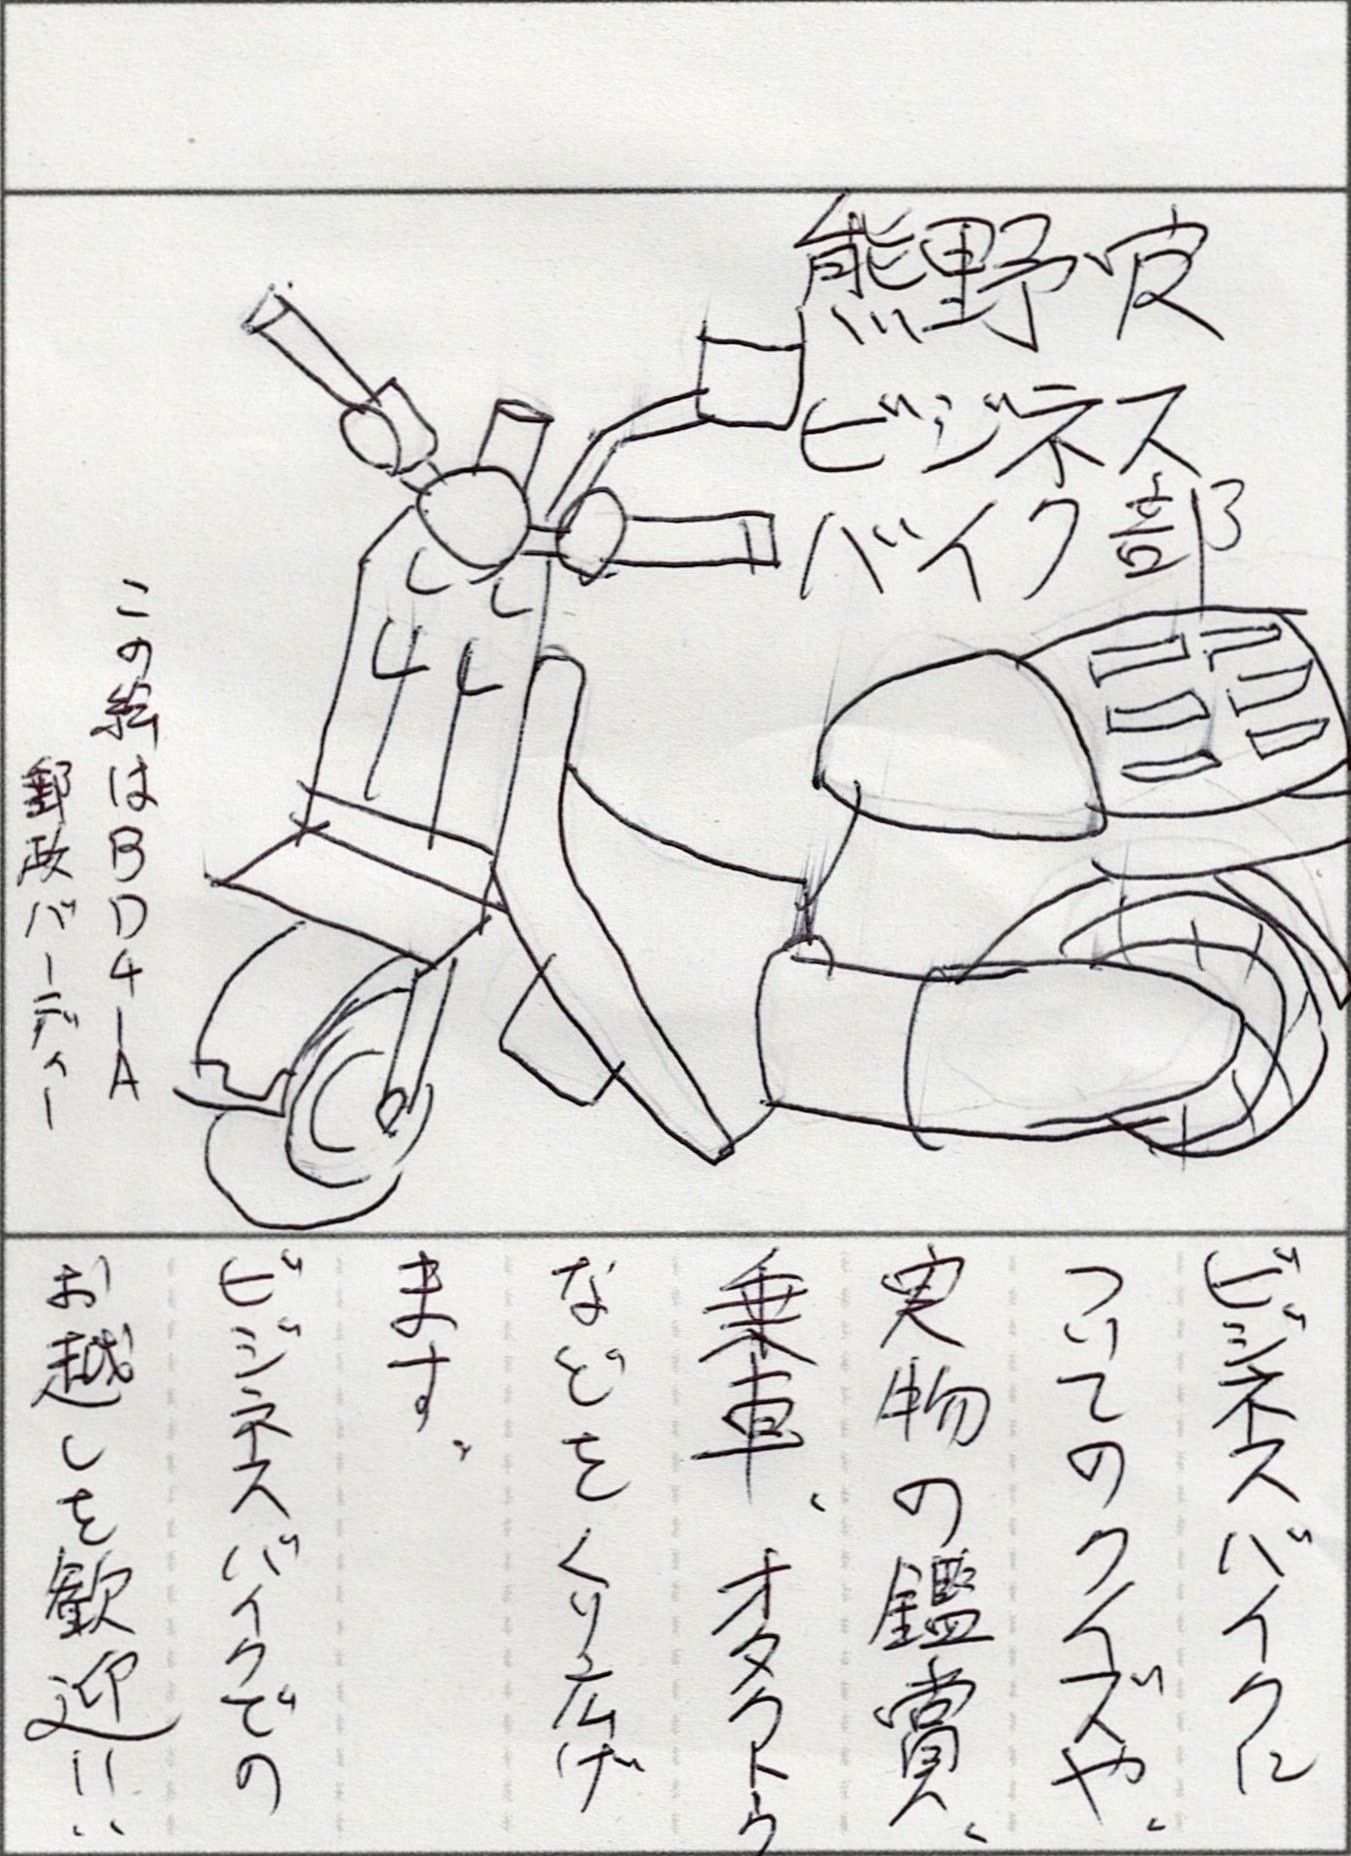 熊野
ビジネス
バイク部
この絵はBD41A
郵政バーディー
ビジネスバイクに
ついてのクイズや、
実物の鑑賞、
乗車、オタクトーク
などをくり広げ
ます。
ビジネスバイクでの
お越しを歓迎!!